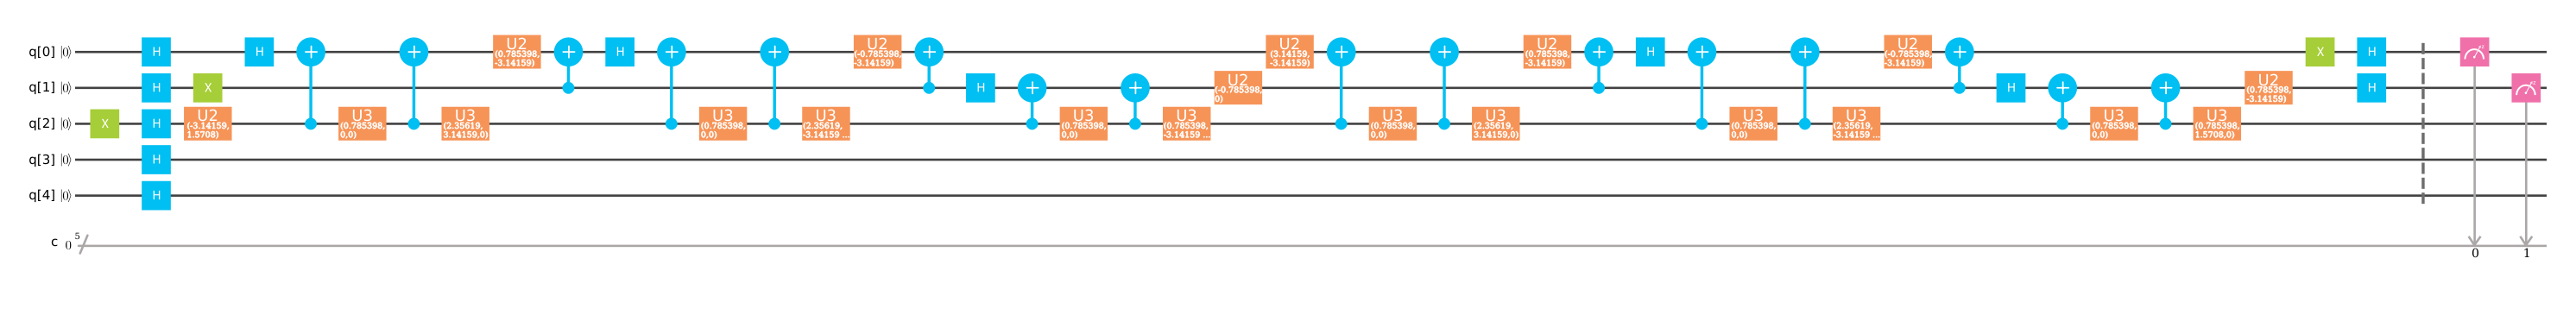 q[0] |0⟩ H H U2 (0.785398, -3.14159) H U2 (-0.785398, -3.14159) U2 (3.14159, -3.14159) U2 (0.785398, -3.14159) H U2 (-0.785398, -3.14159) X H
q[1] |0⟩ H X H U2 (-0.785398, 0) H U2 (0.785398, -3.14159) H
q[2] |0⟩ X H U2 (-3.14159, 1.5708) U3 (0.785398, 0,0) U3 (2.35619, 3.14159,0) U3 (0.785398, 0,0) U3 (2.35619, -3.14159 ... U3 (0.785398, 0,0) U3 (0.785398, -3.14159 ... U3 (0.785398, 0,0) U3 (2.35619, 3.14159,0) U3 (0.785398, 0,0) U3 (2.35619, -3.14159 ... U3 (0.785398, 0,0) U3 (0.785398, 1.5708,0)
q[3] |0⟩ H
q[4] |0⟩ H
c 0 5
0 1